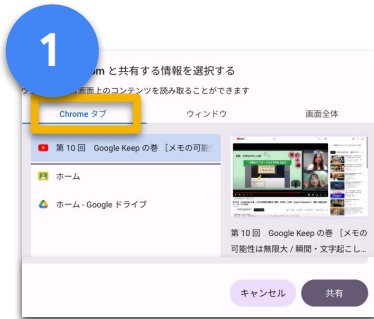 1
om と共有する情報を選択する
画面上のコンテンツを読み取ることができます
Chrome タブ
ウィンドウ
画面全体
第 10 回 Google Keep の巻 [メモの可能
ホーム
ホーム - Google ドライブ
第 10 回 Google Keep の巻 [メモの
可能性は無限大 / 瞬間・文字起こし...
キャンセル
共有